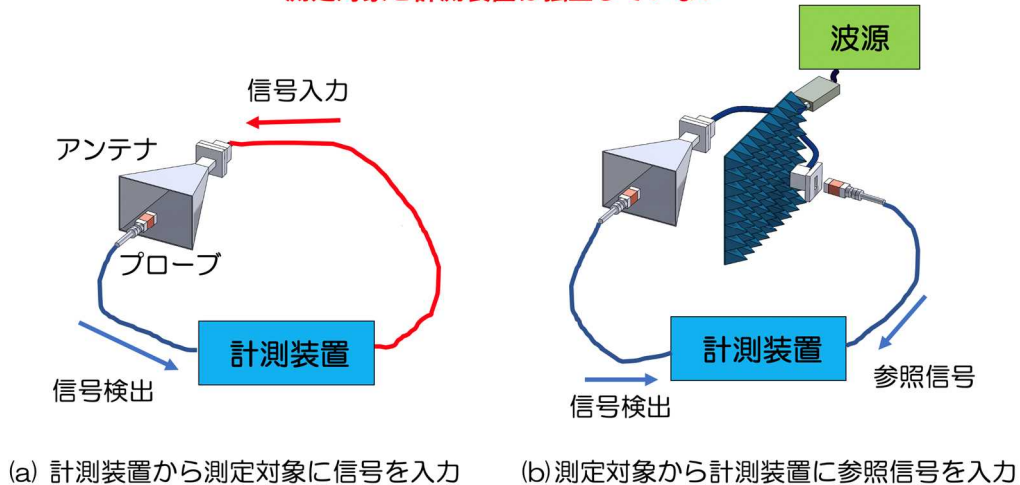 波源
信号入力
アンテナ
プローブ
計測装置
計測装置
信号検出
参照信号
信号検出
(a) 計測装置から測定対象に信号を入力
(b)測定対象から計測装置に参照信号を入力